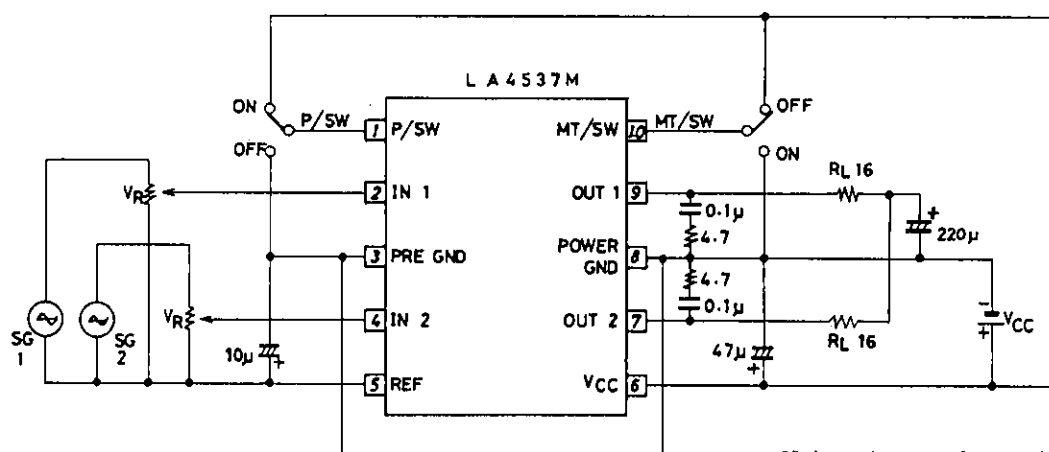 L A4537M
ON
P/SW
1
P/SW
OFF
MT/SW
10
MT/SW
OFF
ON
VR
2
IN 1
OUT 1
9
RL 16
0.1μ
4.7
220μ
3
PRE GND
POWER
GND
8
4.7
0.1μ
VR
4
IN 2
OUT 2
7
RL 16
VCC
SG
1
SG
2
10μ
47μ
5
REF
VCC
6